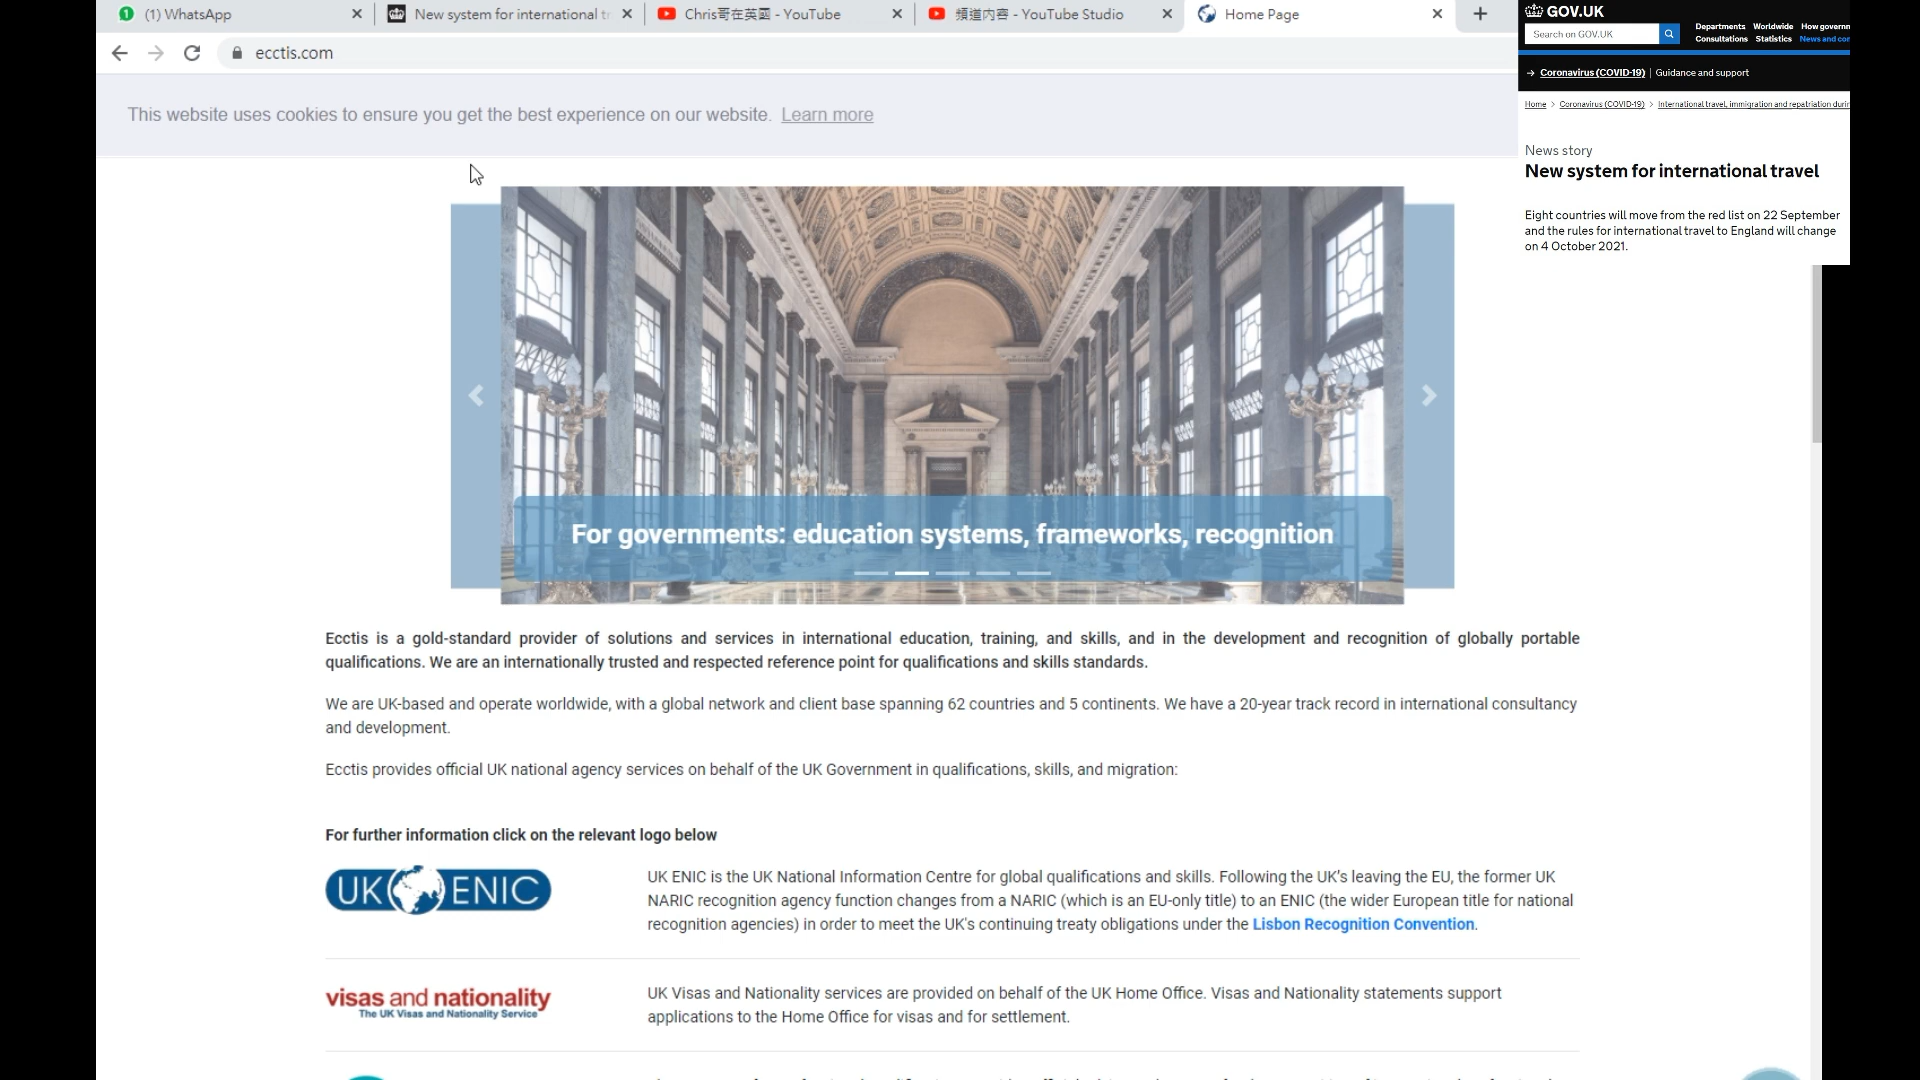 (1) WhatsApp
New system for international tr
Chris哥在英國 - YouTube
頻道內容 - YouTube Studio
Home Page
ecctis.com
This website uses cookies to ensure you get the best experience on our website. Learn more
GOV.UK
Search on GOV.UK
Departments Worldwide How governm
Consultations Statistics News and com
→ Coronavirus (COVID-19) | Guidance and support
Home > Coronavirus (COVID-19) > International travel, immigration and repatriation durin
News story
New system for international travel
Eight countries will move from the red list on 22 September
and the rules for international travel to England will change
on 4 October 2021.
For governments: education systems, frameworks, recognition
Ecctis is a gold-standard provider of solutions and services in international education, training, and skills, and in the development and recognition of globally portable
qualifications. We are an internationally trusted and respected reference point for qualifications and skills standards.
We are UK-based and operate worldwide, with a global network and client base spanning 62 countries and 5 continents. We have a 20-year track record in international consultancy
and development.
Ecctis provides official UK national agency services on behalf of the UK Government in qualifications, skills, and migration:
For further information click on the relevant logo below
UK ENIC
UK ENIC is the UK National Information Centre for global qualifications and skills. Following the UK's leaving the EU, the former UK
NARIC recognition agency function changes from a NARIC (which is an EU-only title) to an ENIC (the wider European title for national
recognition agencies) in order to meet the UK's continuing treaty obligations under the Lisbon Recognition Convention.
visas and nationality
The UK Visas and Nationality Service
UK Visas and Nationality services are provided on behalf of the UK Home Office. Visas and Nationality statements support
applications to the Home Office for visas and for settlement.